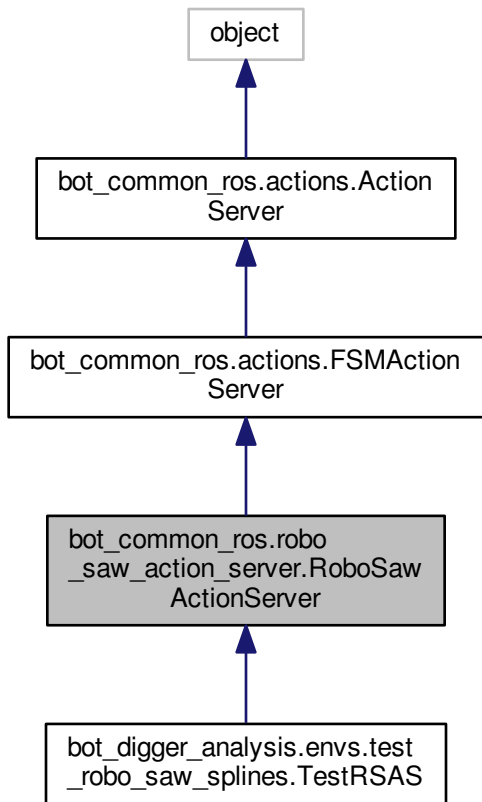 object
bot_common_ros.actions.Action
Server
bot_common_ros.actions.FSMAction
Server
bot_common_ros.robo
_saw_action_server.RoboSaw
ActionServer
bot_digger_analysis.envs.test
_robo_saw_splines.TestRSAS